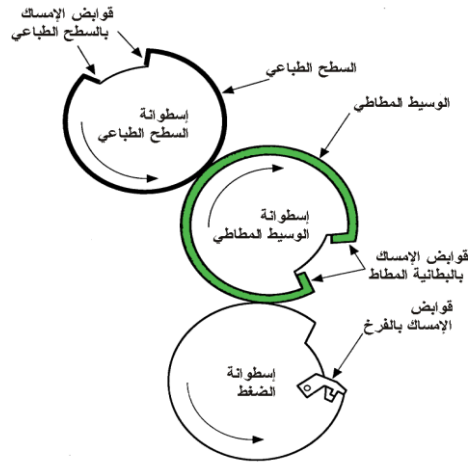 قوابض الإمساك
بالسطح الطباعي
السطح الطباعي
إسطوانة
السطح الطباعي
الوسيط المطاطي
إسطوانة
الوسيط المطاطي
قوابض الإمساك
بالبطانية المطاط
قوابض
الإمساك بالفرخ
إسطوانة
الضغط